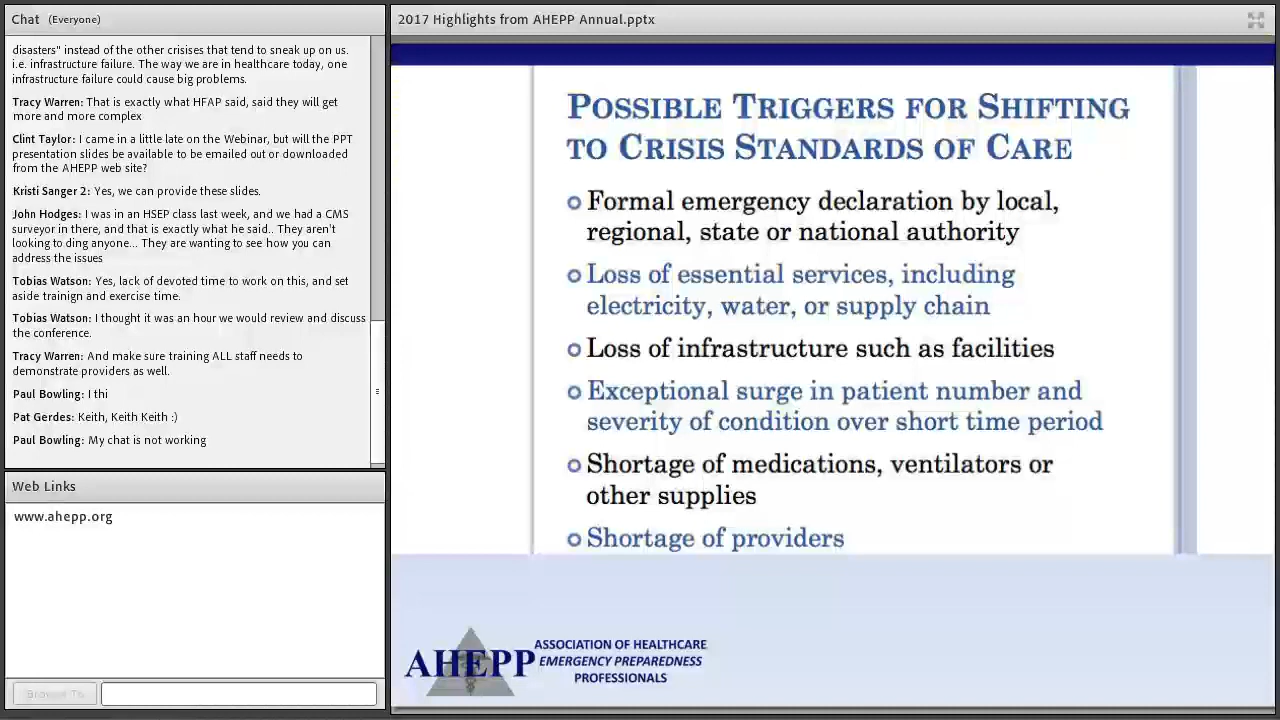 Chat (Everyone)
disasters" instead of the other crisises that tend to sneak up on us.
i.e. infrastructure failure. The way we are in healthcare today, one
infrastructure failure could cause big problems.
Tracy Warren: That is exactly what HFAP said, said they will get
more and more complex
Clint Taylor: I came in a little late on the Webinar, but will the PPT
presentation slides be available to be emailed out or downloaded
from the AHEPP web site?
Kristi Sanger 2: Yes, we can provide these slides.
John Hodges: I was in an HSEP class last week, and we had a CMS
surveyor in there, and that is exactly what he said.. They aren't
looking to ding anyone... They are wanting to see how you can
address the issues
Tobias Watson: Yes, lack of devoted time to work on this, and set
aside trainign and exercise time.
Tobias Watson: I thought it was an hour we would review and discuss
the conference.
Tracy Warren: And make sure training ALL staff needs to
demonstrate providers as well.
Paul Bowling: I thi
Pat Gerdes: Keith, Keith Keith :)
Paul Bowling: My chat is not working
Web Links
www.ahepp.org
Browse To
2017 Highlights from AHEPP Annual.pptx
POSSIBLE TRIGGERS FOR SHIFTING
TO CRISIS STANDARDS OF CARE
Formal emergency declaration by local,
regional, state or national authority
Loss of essential services, including
electricity, water, or supply chain
Loss of infrastructure such as facilities
Exceptional surge in patient number and
severity of condition over short time period
Shortage of medications, ventilators or
other supplies
Shortage of providers
AHEPP
ASSOCIATION OF HEALTHCARE
EMERGENCY PREPAREDNESS
PROFESSIONALS